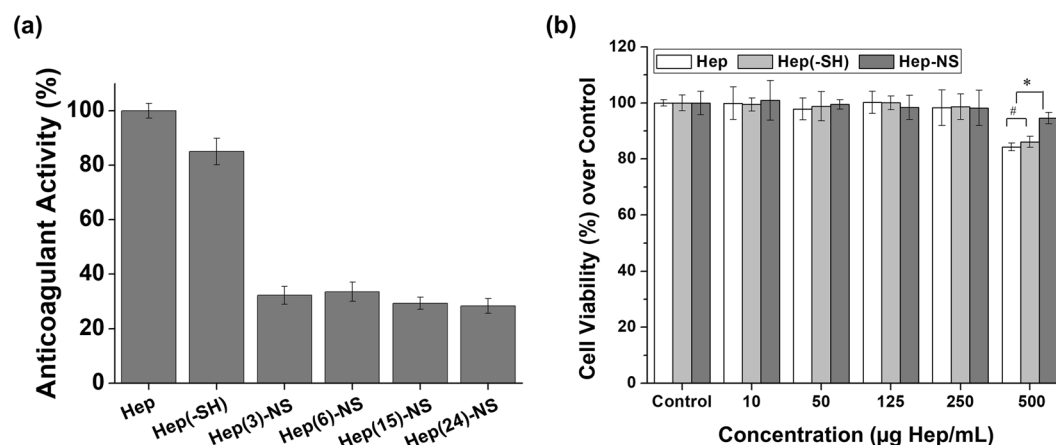 (a)
Anticoagulant Activity (%)
100
80
60
40
20
0
Hep
Hep(-SH)
Hep(3)-NS
Hep(6)-NS
Hep(15)-NS
Hep(24)-NS
(b)
Cell Viability (%) over Control
120
100
80
60
40
20
0
Hep Hep(-SH) Hep-NS
# *
Control 10 50 125 250 500
Concentration (µg Hep/mL)